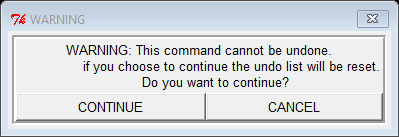 WARNING
WARNING: This command cannot be undone.
if you choose to continue the undo list will be reset.
Do you want to continue?
CONTINUE CANCEL